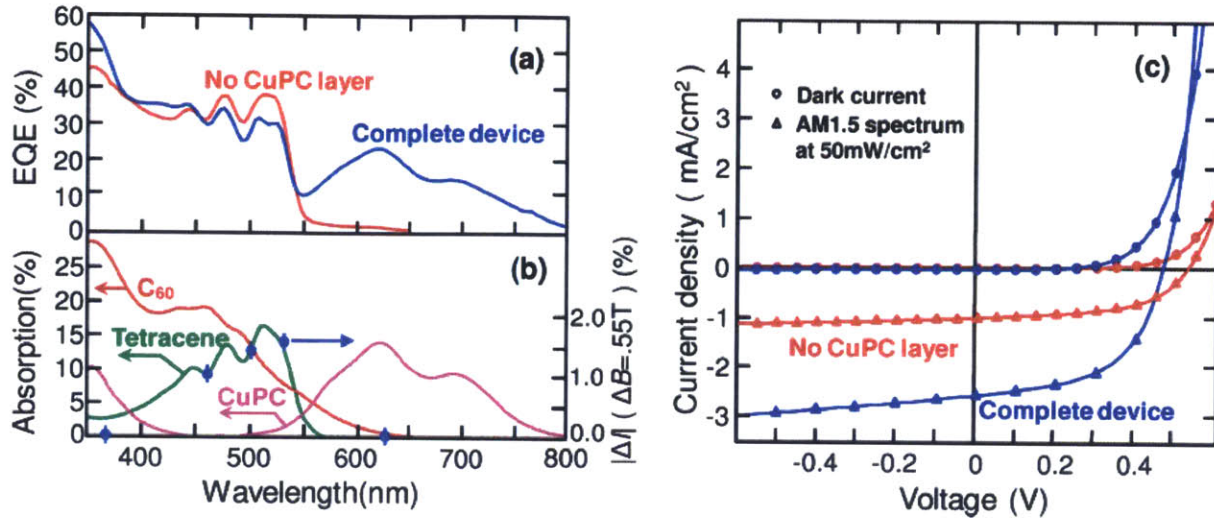 60
50
40
30
20
10
0
EQE (%)
(a)
No CuPC layer
Complete device
25
20
15
10
5
0
Absorption(%)
(b)
C60
Tetracene
CuPC
2.0
1.0
0.0
|ΔI| (ΔB=.55T) (%)
400 500 600 700 800
Wavelength(nm)
(c)
4
3
2
1
0
-1
-2
-3
Current density ( mA/cm²)
Dark current
AM1.5 spectrum
at 50mW/cm²
No CuPC layer
Complete device
-0.4 -0.2 0 0.2 0.4
Voltage (V)